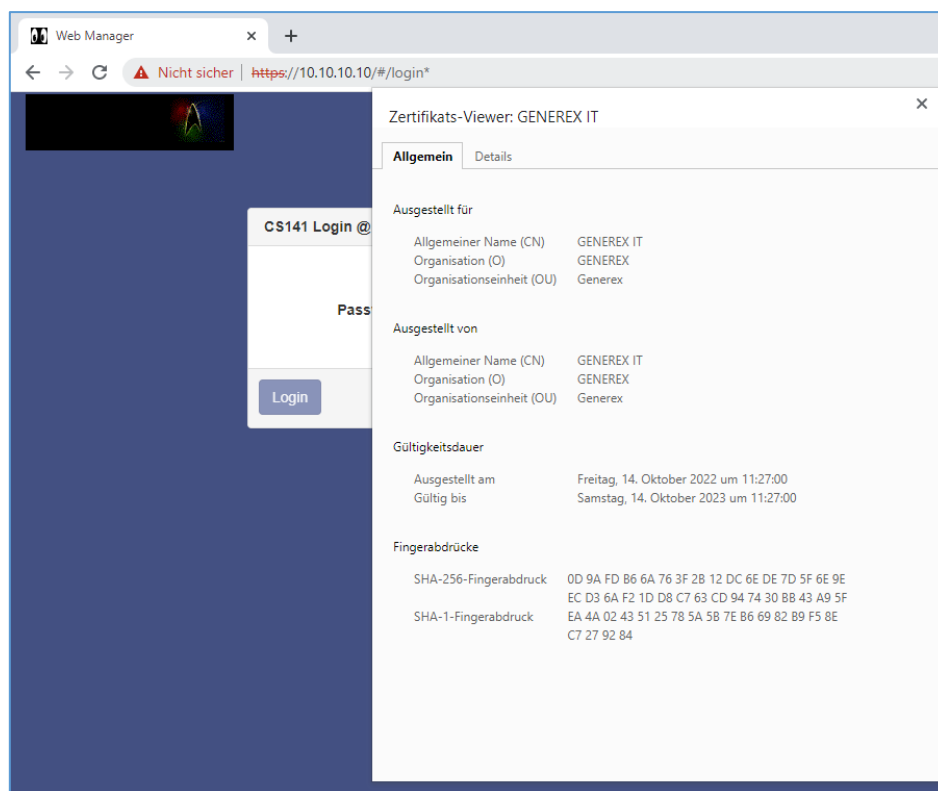 Web Manager
Nicht sicher | https://10.10.10.10/#/login*
Zertifikats-Viewer: GENEREX IT
Allgemein Details
CS141 Login @
Pass
Login
Ausgestellt für
Allgemeiner Name (CN) GENEREX IT
Organisation (O) GENEREX
Organisationseinheit (OU) Generex
Ausgestellt von
Allgemeiner Name (CN) GENEREX IT
Organisation (O) GENEREX
Organisationseinheit (OU) Generex
Gültigkeitsdauer
Ausgestellt am Freitag, 14. Oktober 2022 um 11:27:00
Gültig bis Samstag, 14. Oktober 2023 um 11:27:00
Fingerabdrücke
SHA-256-Fingerabdruck 0D 9A FD B6 6A 76 3F 2B 12 DC 6E DE 7D 5F 6E 9E
EC D3 6A F2 1D D8 C7 63 CD 94 74 30 BB 43 A9 5F
SHA-1-Fingerabdruck EA 4A 02 43 51 25 78 5A 5B 7E B6 69 82 B9 F5 8E
C7 27 92 84